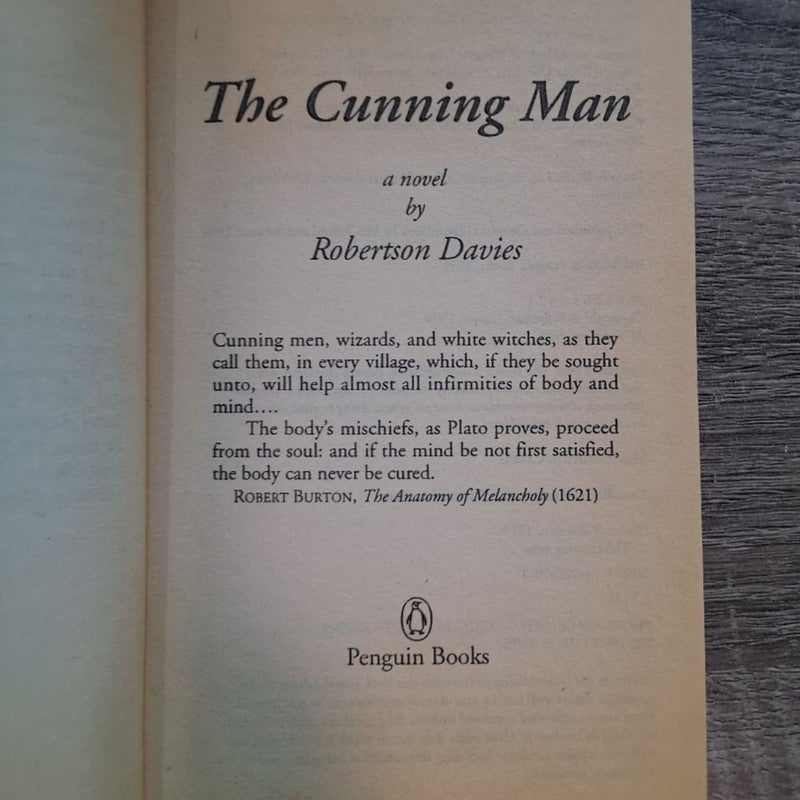 The Cunning Man
a novel
by
Robertson Davies
Cunning men, wizards, and white witches, as they
call them, in every village, which, if they be sought
unto, will help almost all infirmities of body and
mind....
The body's mischiefs, as Plato proves, proceed
from the soul: and if the mind be not first satisfied,
the body can never be cured.
ROBERT BURTON, The Anatomy of Melancholy (1621)
Penguin Books